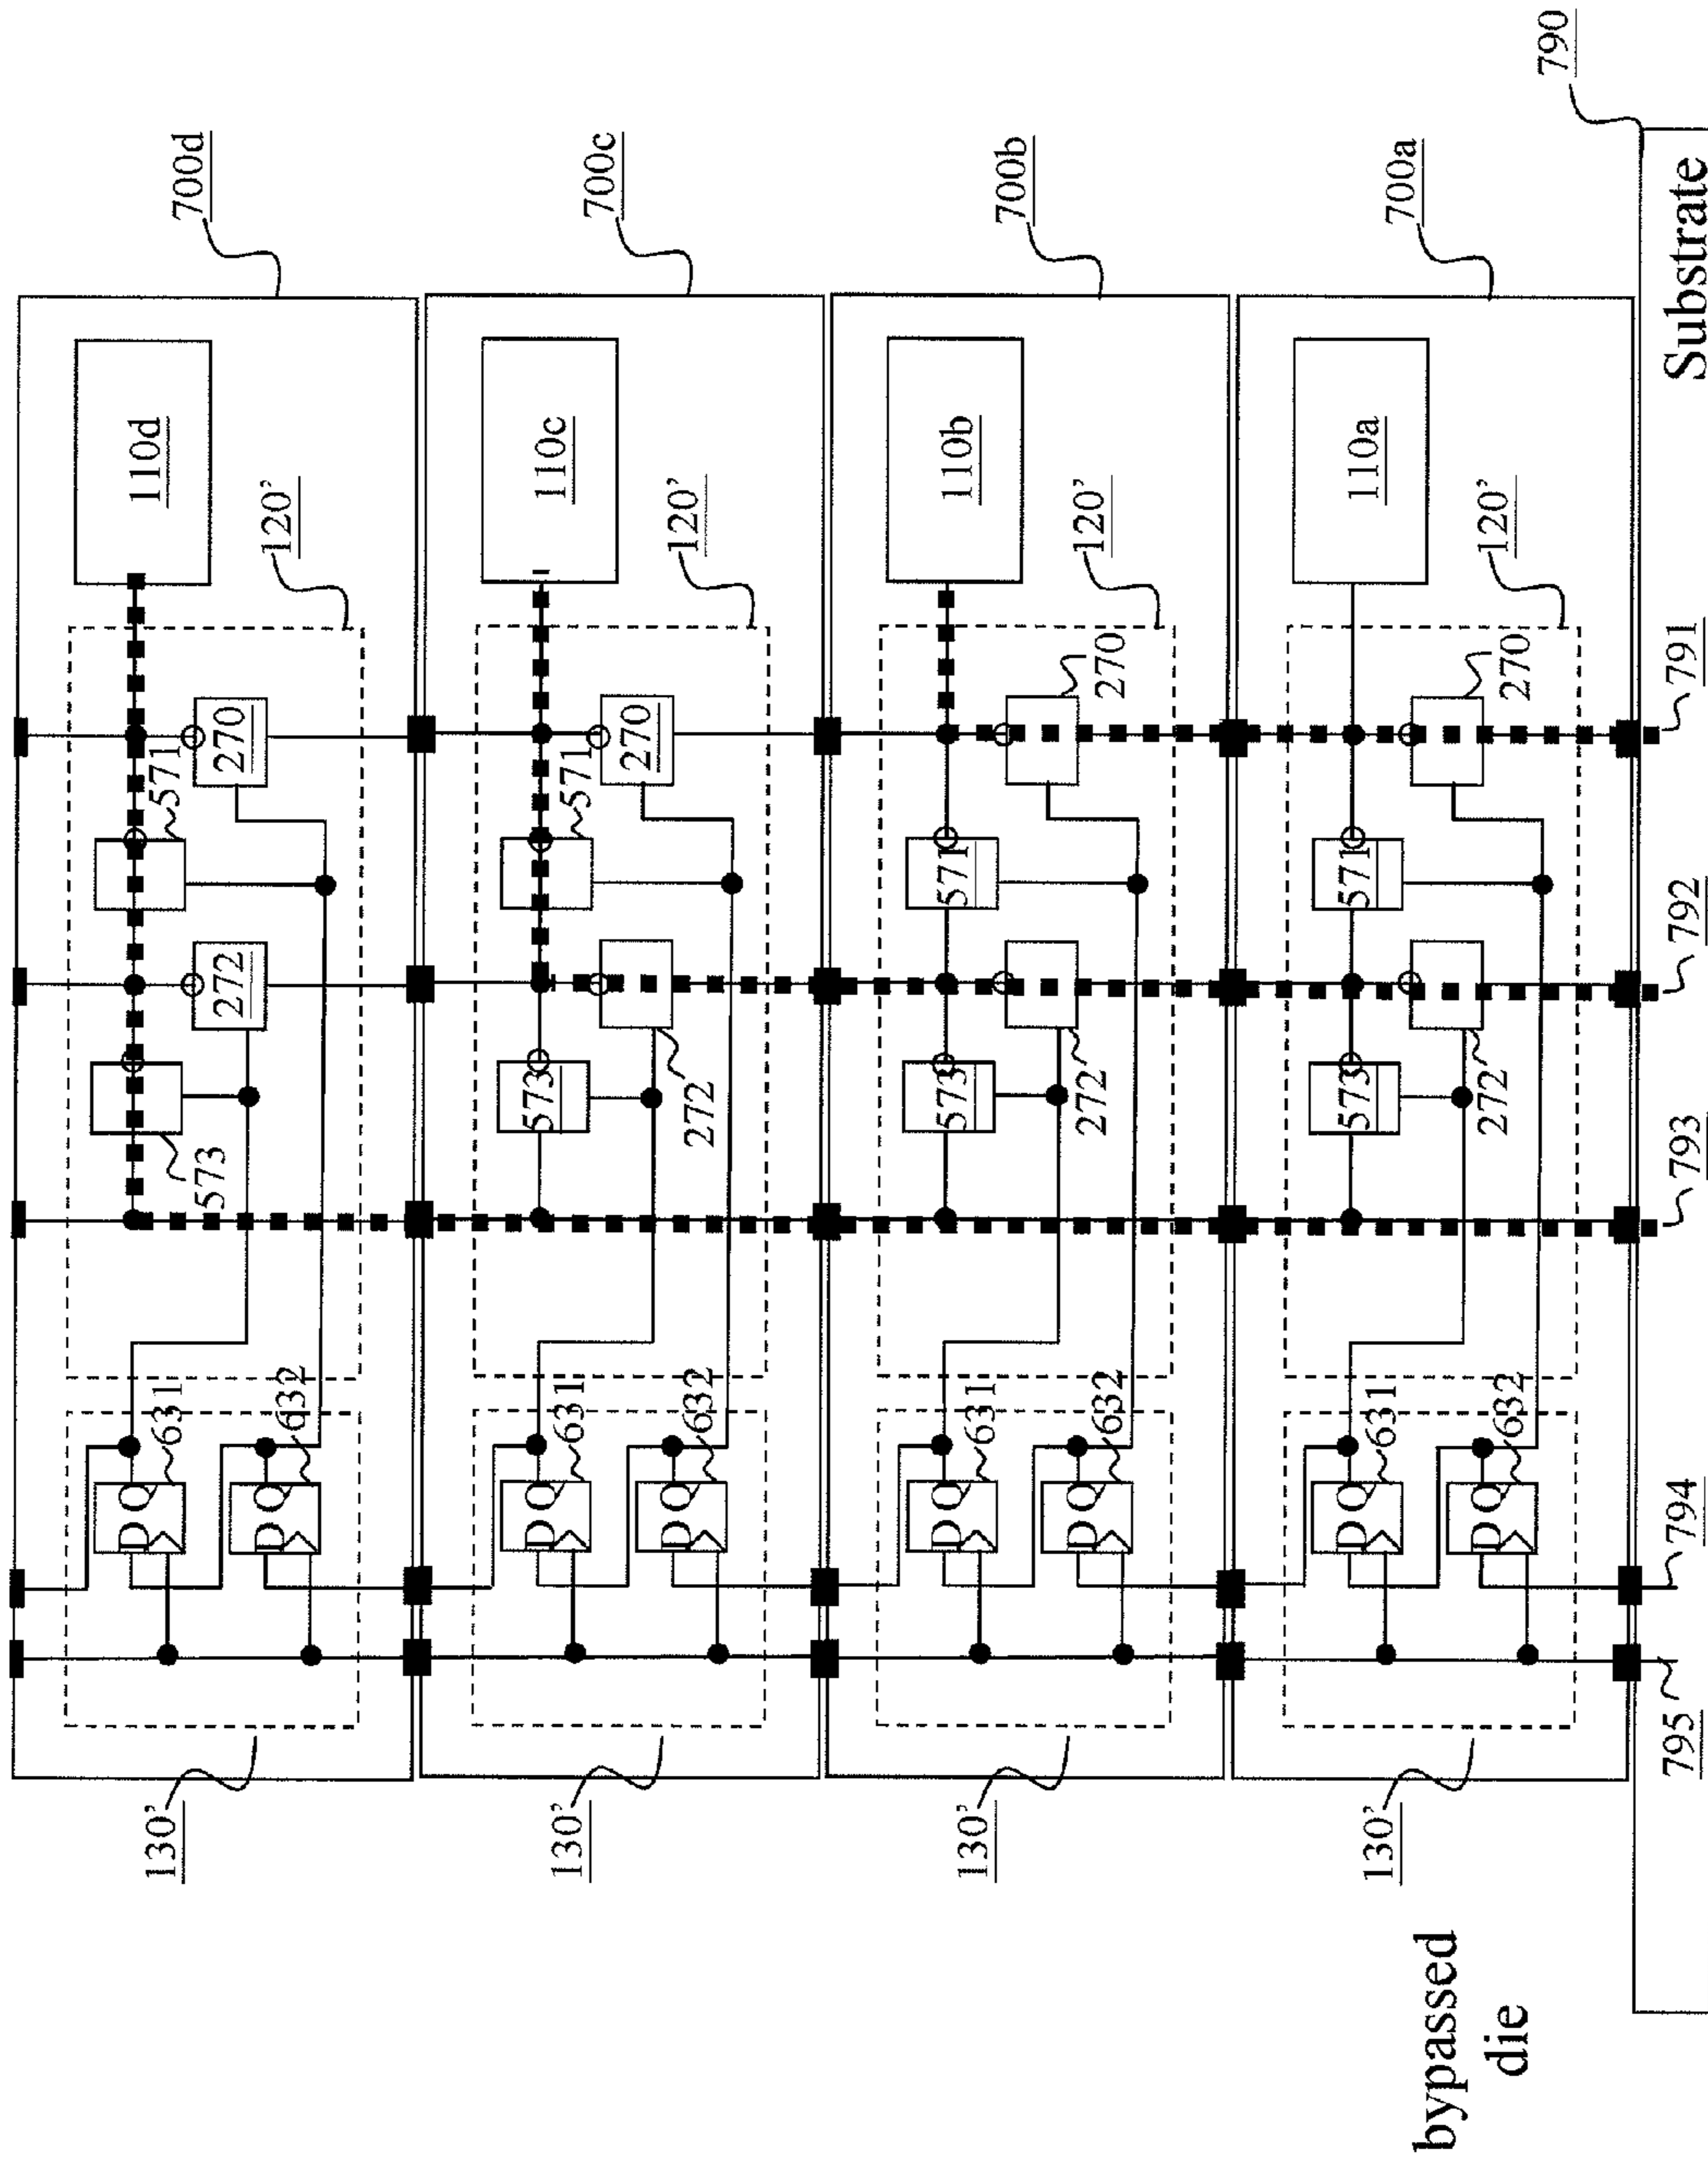 700d
110d
120'
270
571
272
573
631
D Q
632
D Q
130'
700c
110c
120'
270
571
272
573
631
D Q
632
D Q
130'
700b
110b
120'
270
571
272
573
631
D Q
632
D Q
130'
700a
110a
120'
270
571
272
573
631
D Q
632
D Q
130'
bypassed
die
790
Substrate
791
792
793
794
795